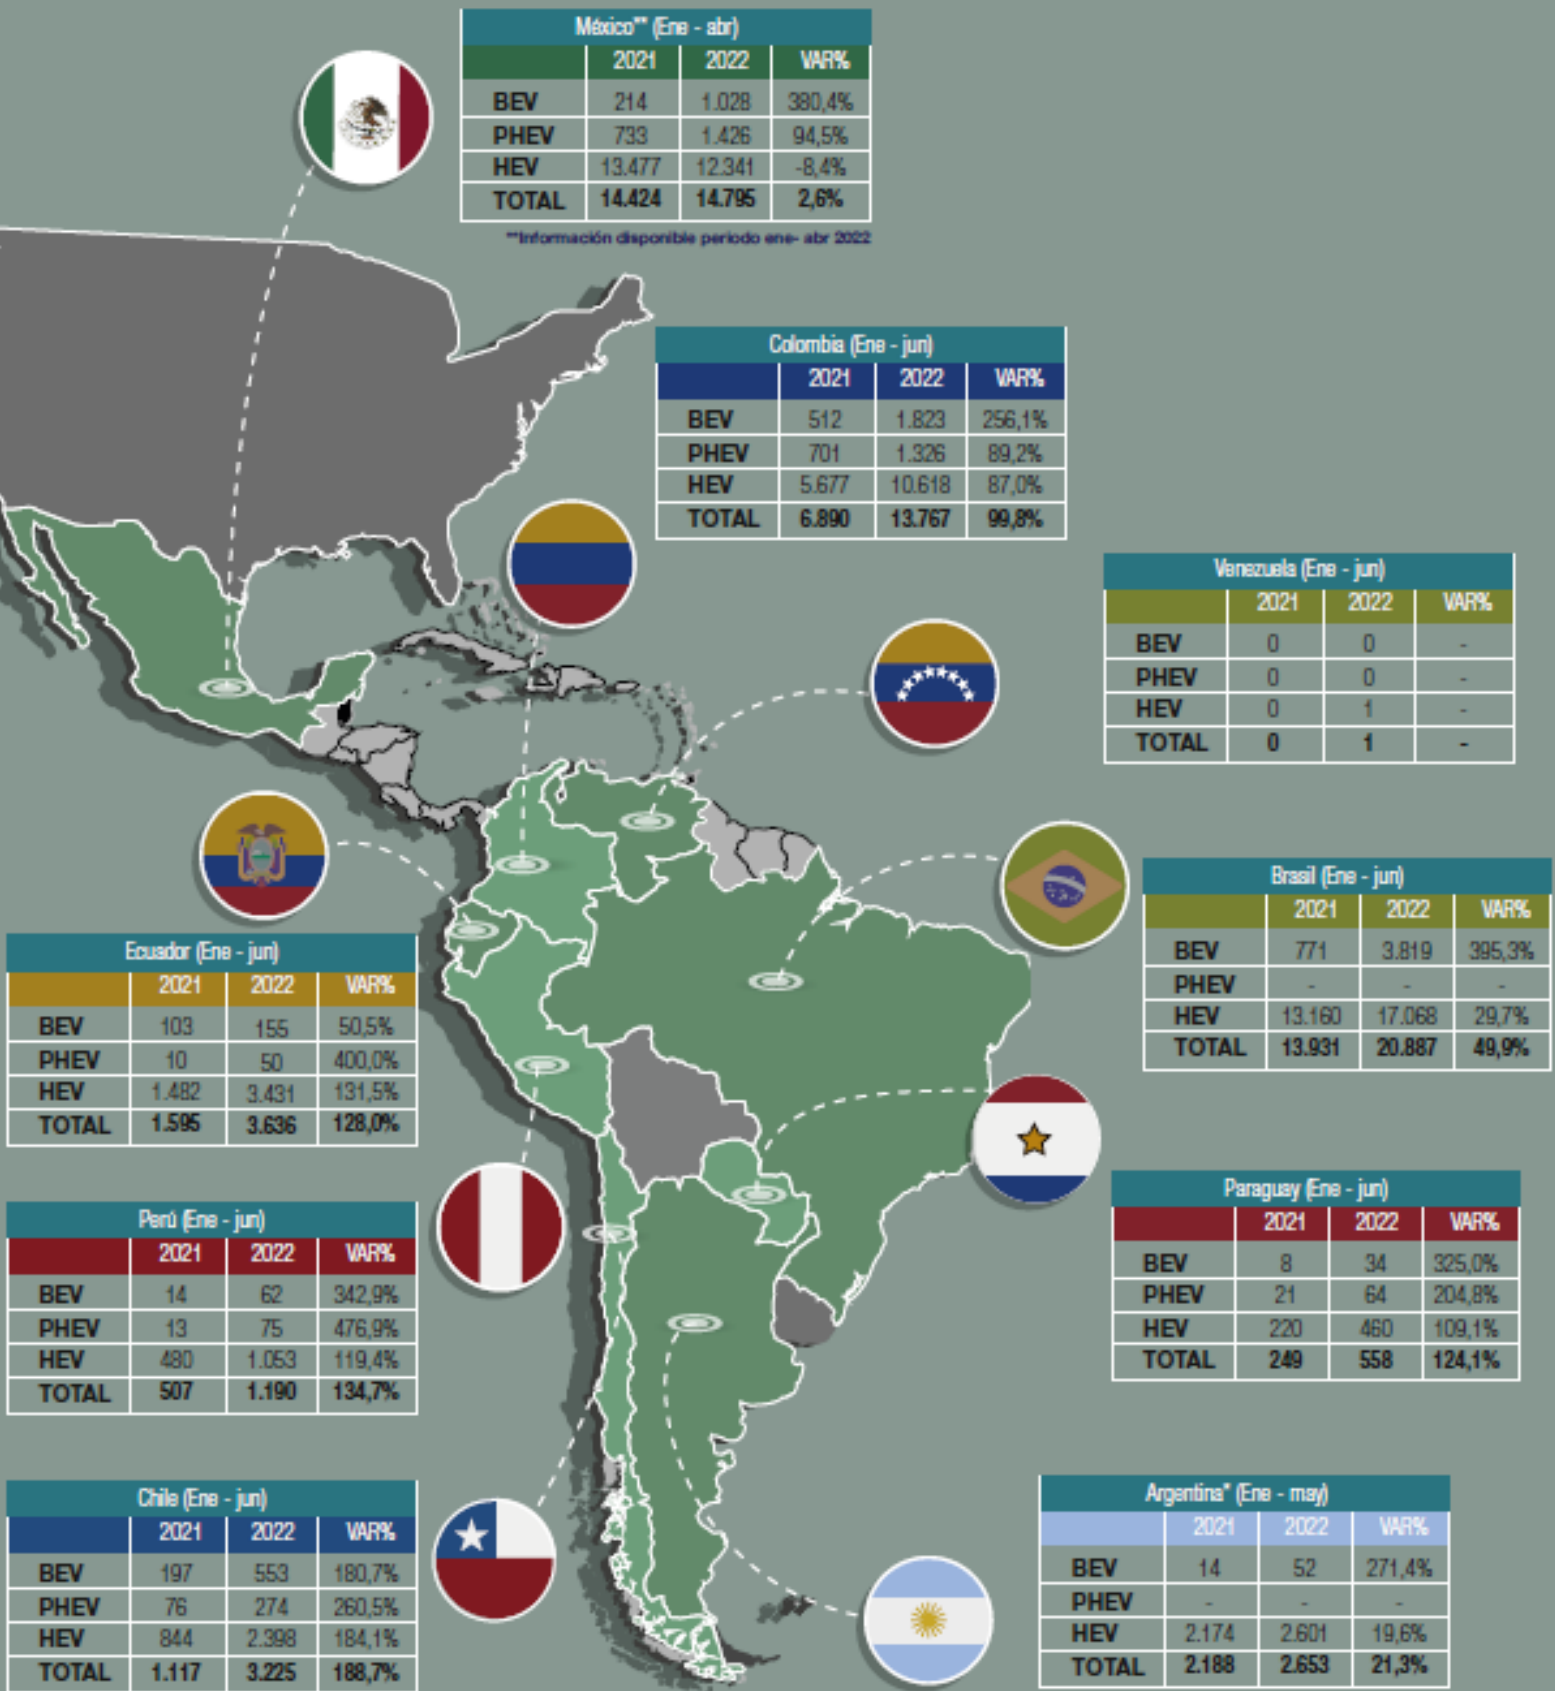 México** (Ene - abr)
2021 2022 VAR%
BEV 214 1.028 380,4%
PHEV 733 1.426 94,5%
HEV 13.477 12.341 -8,4%
TOTAL 14.424 14.795 2,6%
**Información disponible periodo ene- abr 2022
Colombia (Ene - jun)
2021 2022 VAR%
BEV 512 1.823 256,1%
PHEV 701 1.326 89,2%
HEV 5.677 10.618 87,0%
TOTAL 6.890 13.767 99,8%
Venezuela (Ene - jun)
2021 2022 VAR%
BEV 0 0 -
PHEV 0 0 -
HEV 0 1 -
TOTAL 0 1 -
Brasil (Ene - jun)
2021 2022 VAR%
BEV 771 3.819 395,3%
PHEV - - -
HEV 13.160 17.068 29,7%
TOTAL 13.931 20.887 49,9%
Ecuador (Ene - jun)
2021 2022 VAR%
BEV 103 155 50,5%
PHEV 10 50 400,0%
HEV 1.482 3.431 131,5%
TOTAL 1.595 3.636 128,0%
Perú (Ene - jun)
2021 2022 VAR%
BEV 14 62 342,9%
PHEV 13 75 476,9%
HEV 480 1.053 119,4%
TOTAL 507 1.190 134,7%
Paraguay (Ene - jun)
2021 2022 VAR%
BEV 8 34 325,0%
PHEV 21 64 204,8%
HEV 220 460 109,1%
TOTAL 249 558 124,1%
Chile (Ene - jun)
2021 2022 VAR%
BEV 197 553 180,7%
PHEV 76 274 260,5%
HEV 844 2.398 184,1%
TOTAL 1.117 3.225 188,7%
Argentina* (Ene - may)
2021 2022 VAR%
BEV 14 52 271,4%
PHEV - - -
HEV 2.174 2.601 19,6%
TOTAL 2.188 2.653 21,3%